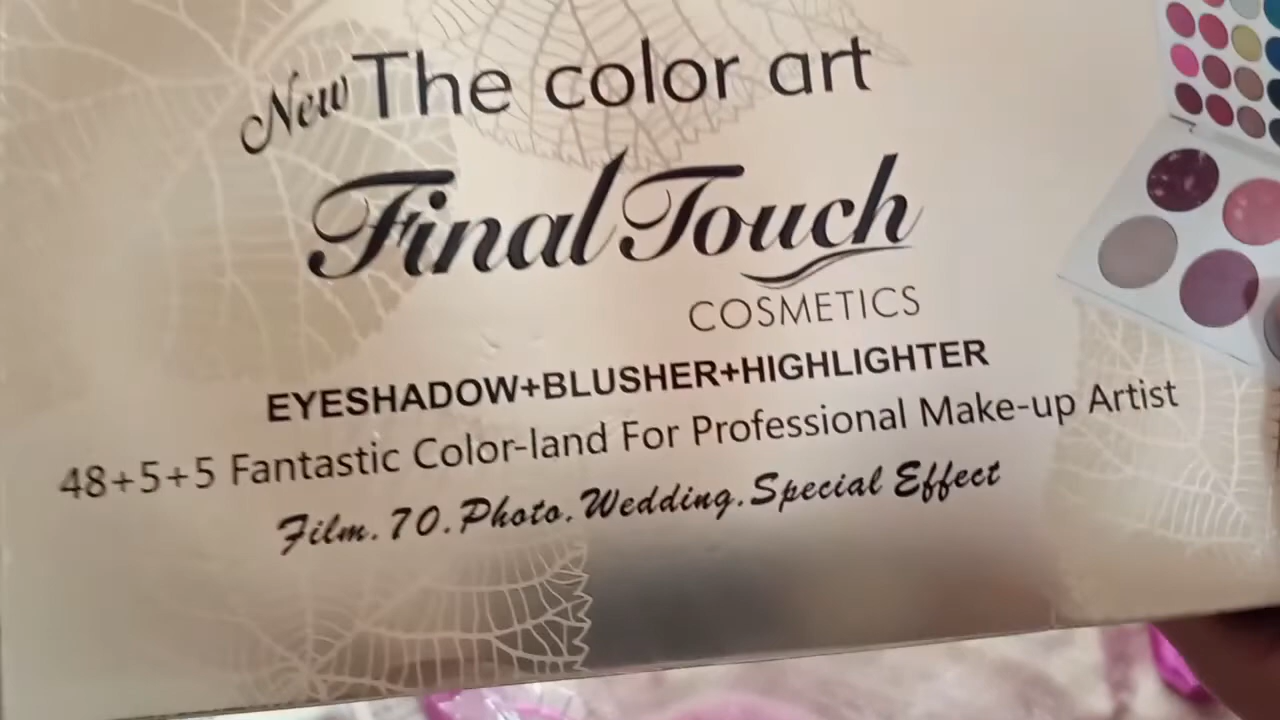 New The color art
Final Touch
COSMETICS
EYESHADOW+BLUSHER+HIGHLIGHTER
48+5+5 Fantastic Color-land For Professional Make-up Artist
Film.70.Photo.Wedding.Special Effect